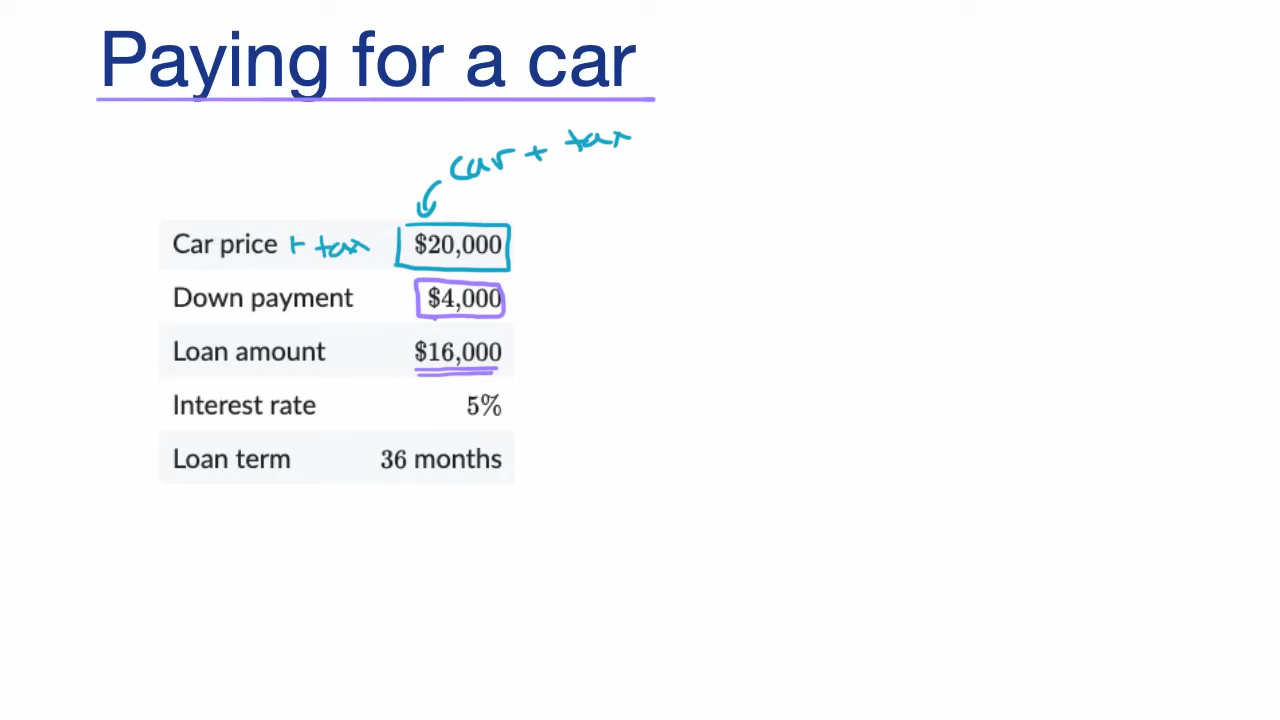 Paying for a car
car + tax
Car price + tax $20,000
Down payment $4,000
Loan amount $16,000
Interest rate 5%
Loan term 36 months